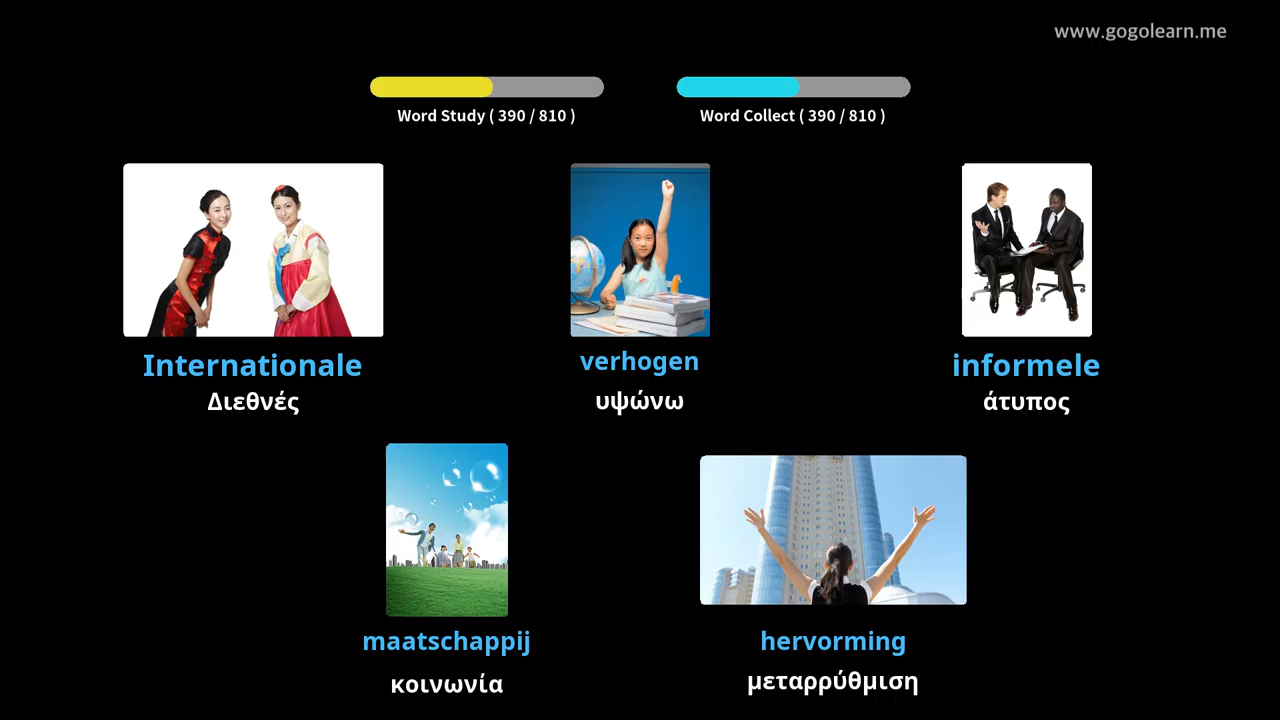 www.gogolearn.me
Word Study ( 390 / 810 )
Word Collect ( 390 / 810 )
Internationale
Διεθνές
verhogen
υψώνω
informele
άτυπος
maatschappij
κοινωνία
hervorming
μεταρρύθμιση